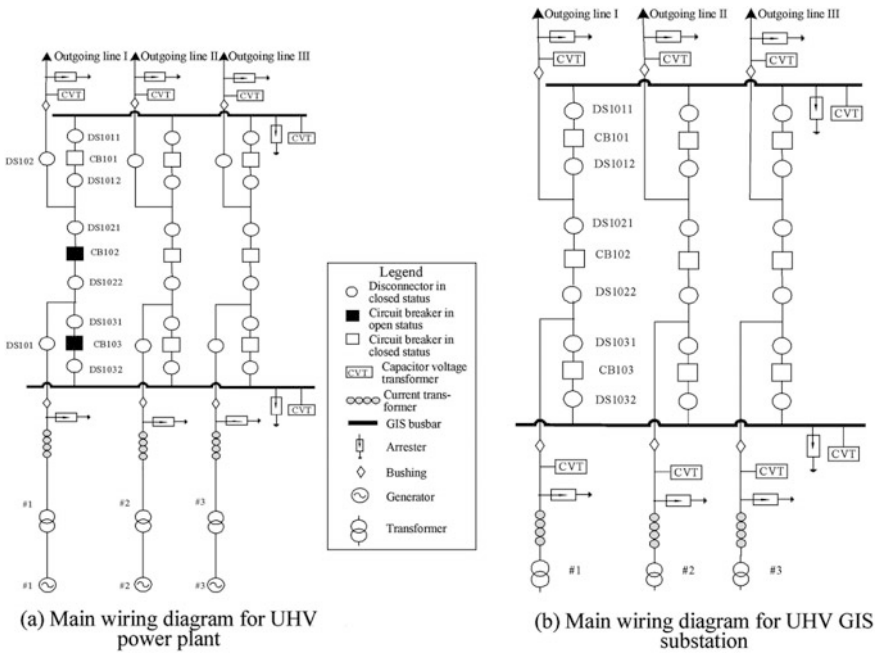 Outgoing line I
Outgoing line II
Outgoing line III
CVT
CVT
CVT
DS1011
CVT
DS102
CB101
DS1012
DS1021
CB102
DS1022
DS1031
DS101
CB103
DS1032
CVT
#1
#2
#3
#1
#2
#3
(a) Main wiring diagram for UHV
power plant
Legend
Disconnector in
closed status
Circuit breaker in
open status
Circuit breaker in
closed status
CVT
Capacitor voltage
transformer
Current trans-
former
GIS busbar
Arrester
Bushing
Generator
Transformer
Outgoing line I
Outgoing line II
Outgoing line III
CVT
CVT
CVT
DS1011
CVT
CB101
DS1012
DS1021
CB102
DS1022
DS1031
CB103
DS1032
CVT
CVT
CVT
CVT
#1
#2
#3
(b) Main wiring diagram for UHV GIS
substation